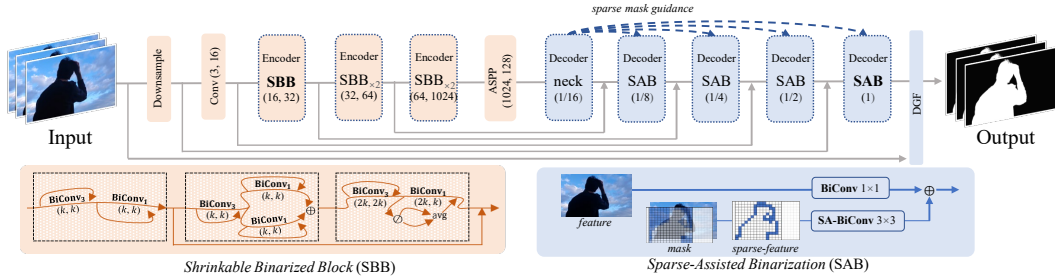 sparse mask guidance
Input
Downsample
Conv (3, 16)
Encoder
SBB
(16, 32)
Encoder
SBB×2
(32, 64)
Encoder
SBB×2
(64, 1024)
ASPP
(1024, 128)
Decoder
neck
(1/16)
Decoder
SAB
(1/8)
Decoder
SAB
(1/4)
Decoder
SAB
(1/2)
Decoder
SAB
(1)
DGF
Output
BiConv3
(k, k)
BiConv1
(k, k)
BiConv3
(k, k)
BiConv1
(k, k)
BiConv1
(k, k)
⊕
BiConv3
(2k, 2k)
BiConv1
(2k, k)
∅
avg
Shrinkable Binarized Block (SBB)
feature
mask
sparse-feature
BiConv 1×1
SA-BiConv 3×3
⊕
Sparse-Assisted Binarization (SAB)